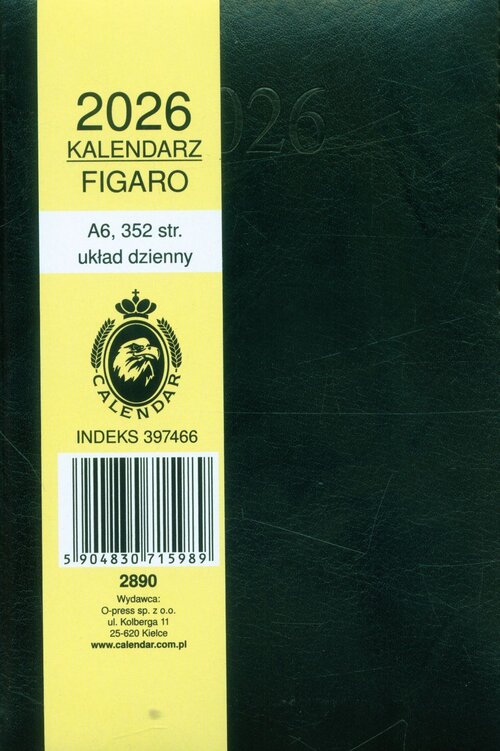 2026
KALENDARZ
FIGARO
026
A6, 352 str.
układ dzienny
CALENDAR
INDEKS 397466
5 904830 715989
2890
Wydawca:
O-press sp. z o.o.
ul. Kolberga 11
25-620 Kielce
www.calendar.com.pl